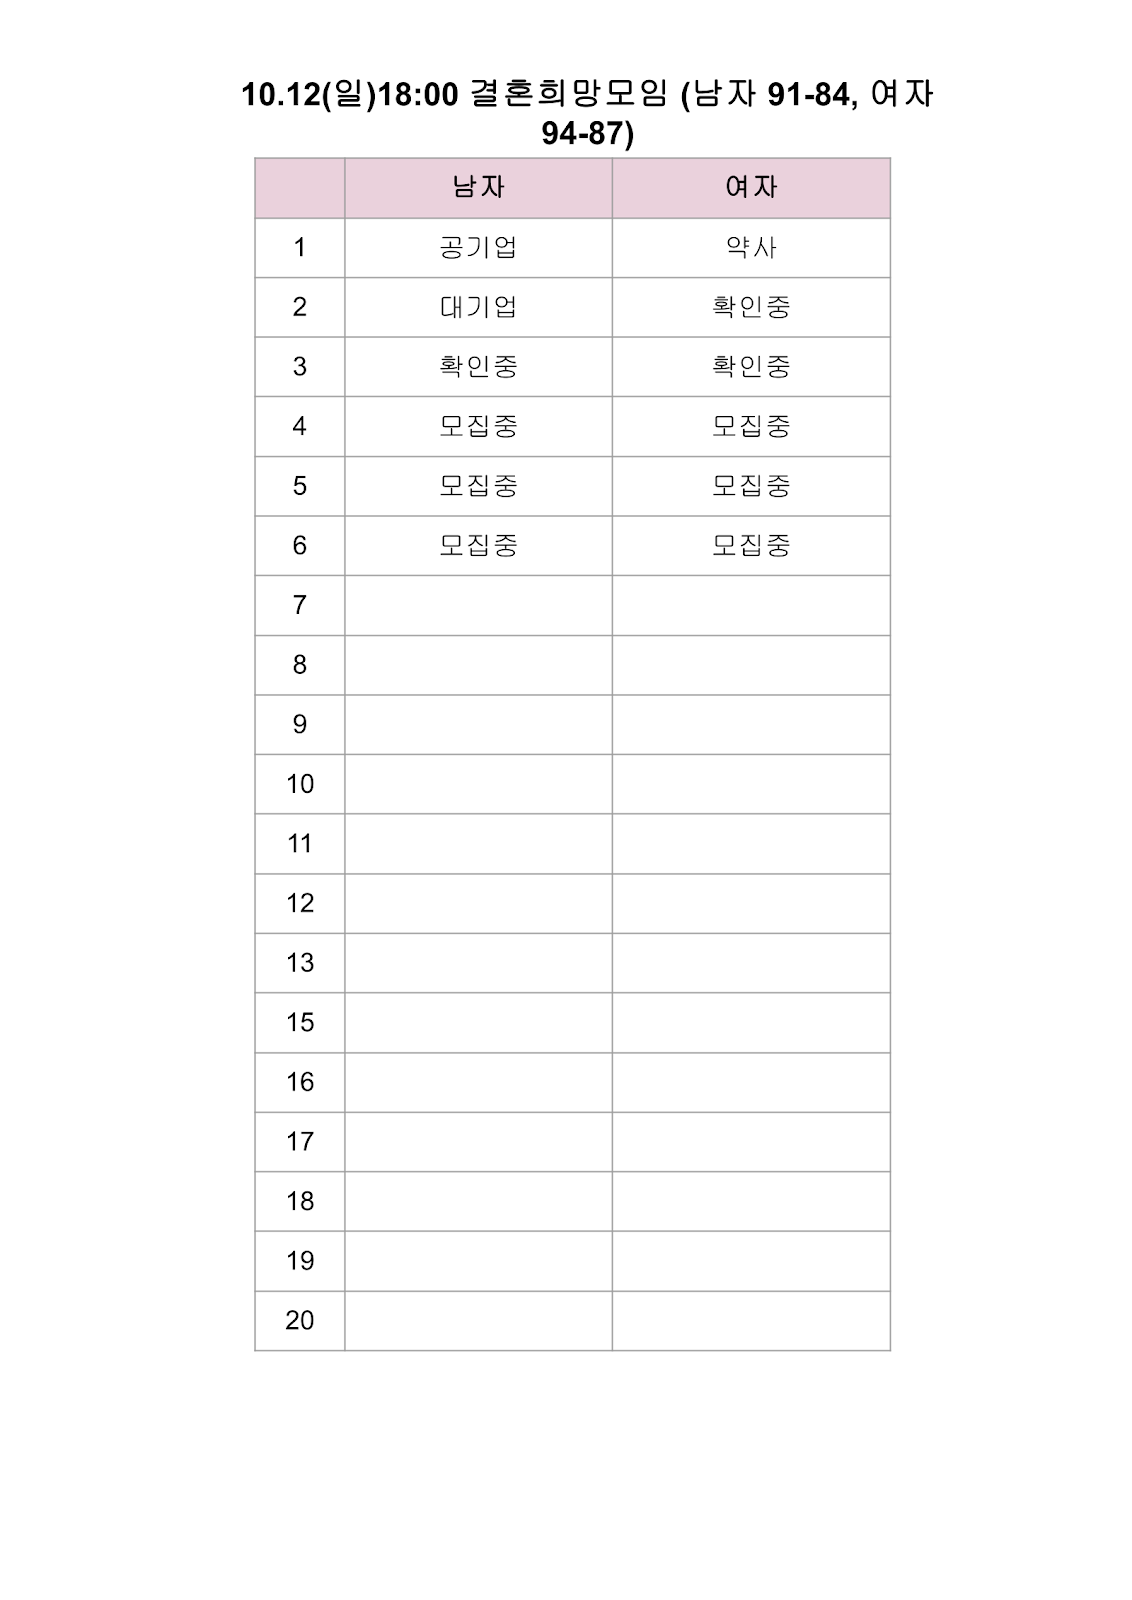 10.12(일)18:00 결혼희망모임 (남자 91-84, 여자
94-87)
남자 여자
1 공기업 약사
2 대기업 확인중
3 확인중 확인중
4 모집중 모집중
5 모집중 모집중
6 모집중 모집중
7
8
9
10
11
12
13
15
16
17
18
19
20